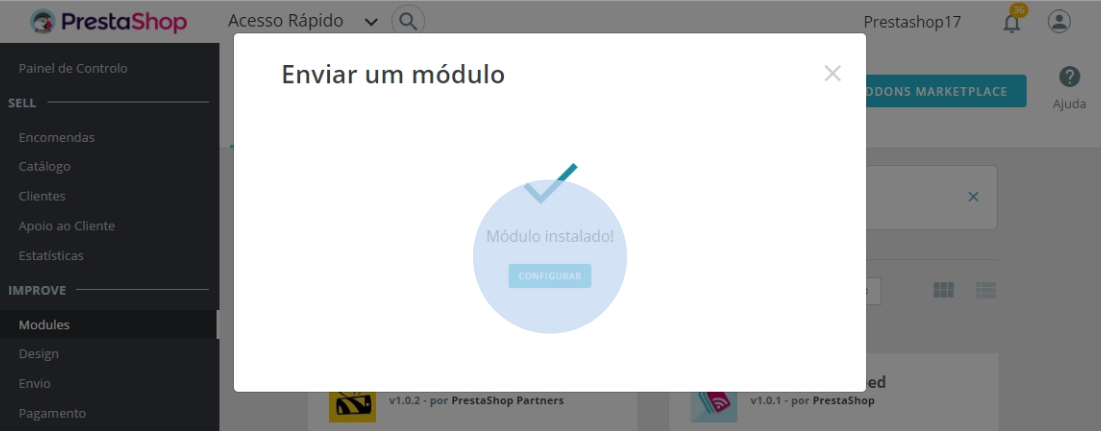 PrestaShop
Acesso Rápido
Prestashop17
36
Enviar um módulo
Painel de Controlo
ADDONS MARKETPLACE
Ajuda
SELL
Encomendas
Catálogo
Clientes
Apoio ao Cliente
Estatísticas
Módulo instalado!
CONFIGURAR
IMPROVE
Modules
Design
Envio
Pagamento
v1.0.2 - por PrestaShop Partners
eed
v1.0.1 - por PrestaShop